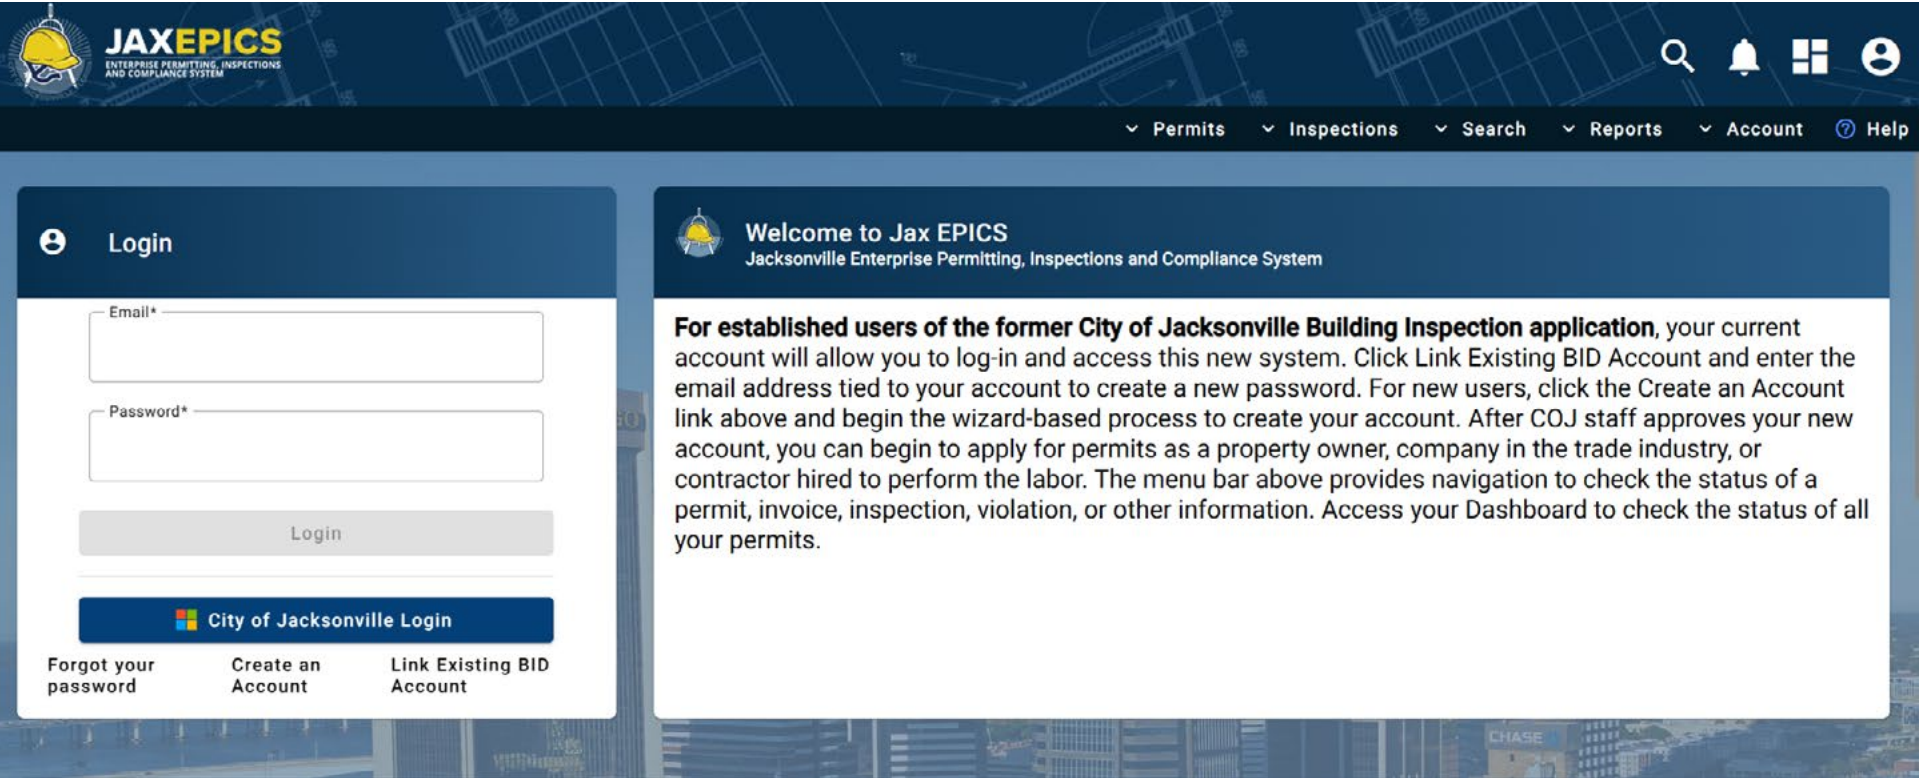 JAXEPICS
ENTERPRISE PERMITTING, INSPECTIONS
AND COMPLIANCE SYSTEM
Permits Inspections Search Reports Account Help
Login
Email*
Password*
Login
City of Jacksonville Login
Forgot your
password
Create an
Account
Link Existing BID
Account
Welcome to Jax EPICS
Jacksonville Enterprise Permitting, Inspections and Compliance System
For established users of the former City of Jacksonville Building Inspection application, your current
account will allow you to log-in and access this new system. Click Link Existing BID Account and enter the
email address tied to your account to create a new password. For new users, click the Create an Account
link above and begin the wizard-based process to create your account. After COJ staff approves your new
account, you can begin to apply for permits as a property owner, company in the trade industry, or
contractor hired to perform the labor. The menu bar above provides navigation to check the status of a
permit, invoice, inspection, violation, or other information. Access your Dashboard to check the status of all
your permits.
CHASE